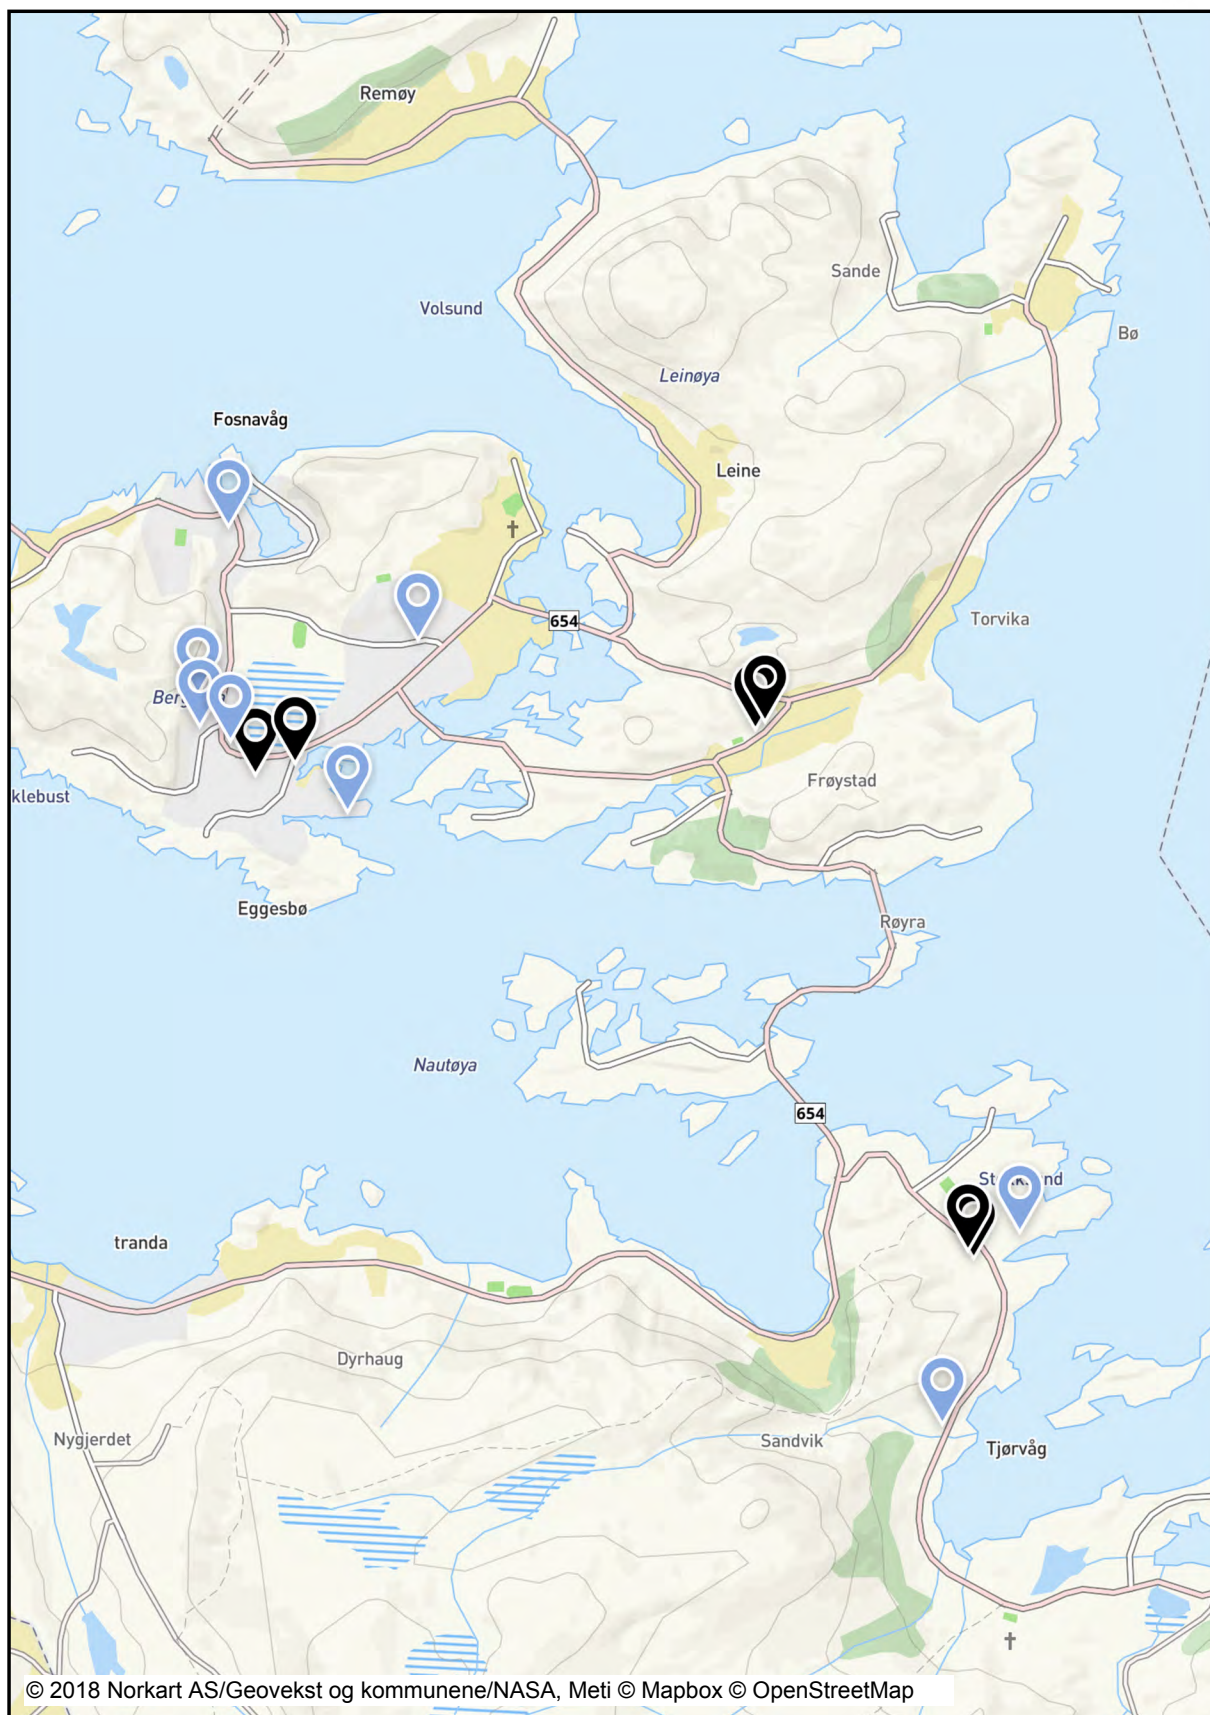 Remøy
Sande
Volsund
Bø
Leinøya
Fosnavåg
Leine
654
Torvika
Frøystad
klebust
Eggesbø
Røyra
Nautøya
654
tranda
Dyrhaug
Nygjerdet
Sandvik
Tjørvåg
© 2018 Norkart AS/Geovekst og kommunene/NASA, Meti © Mapbox © OpenStreetMap